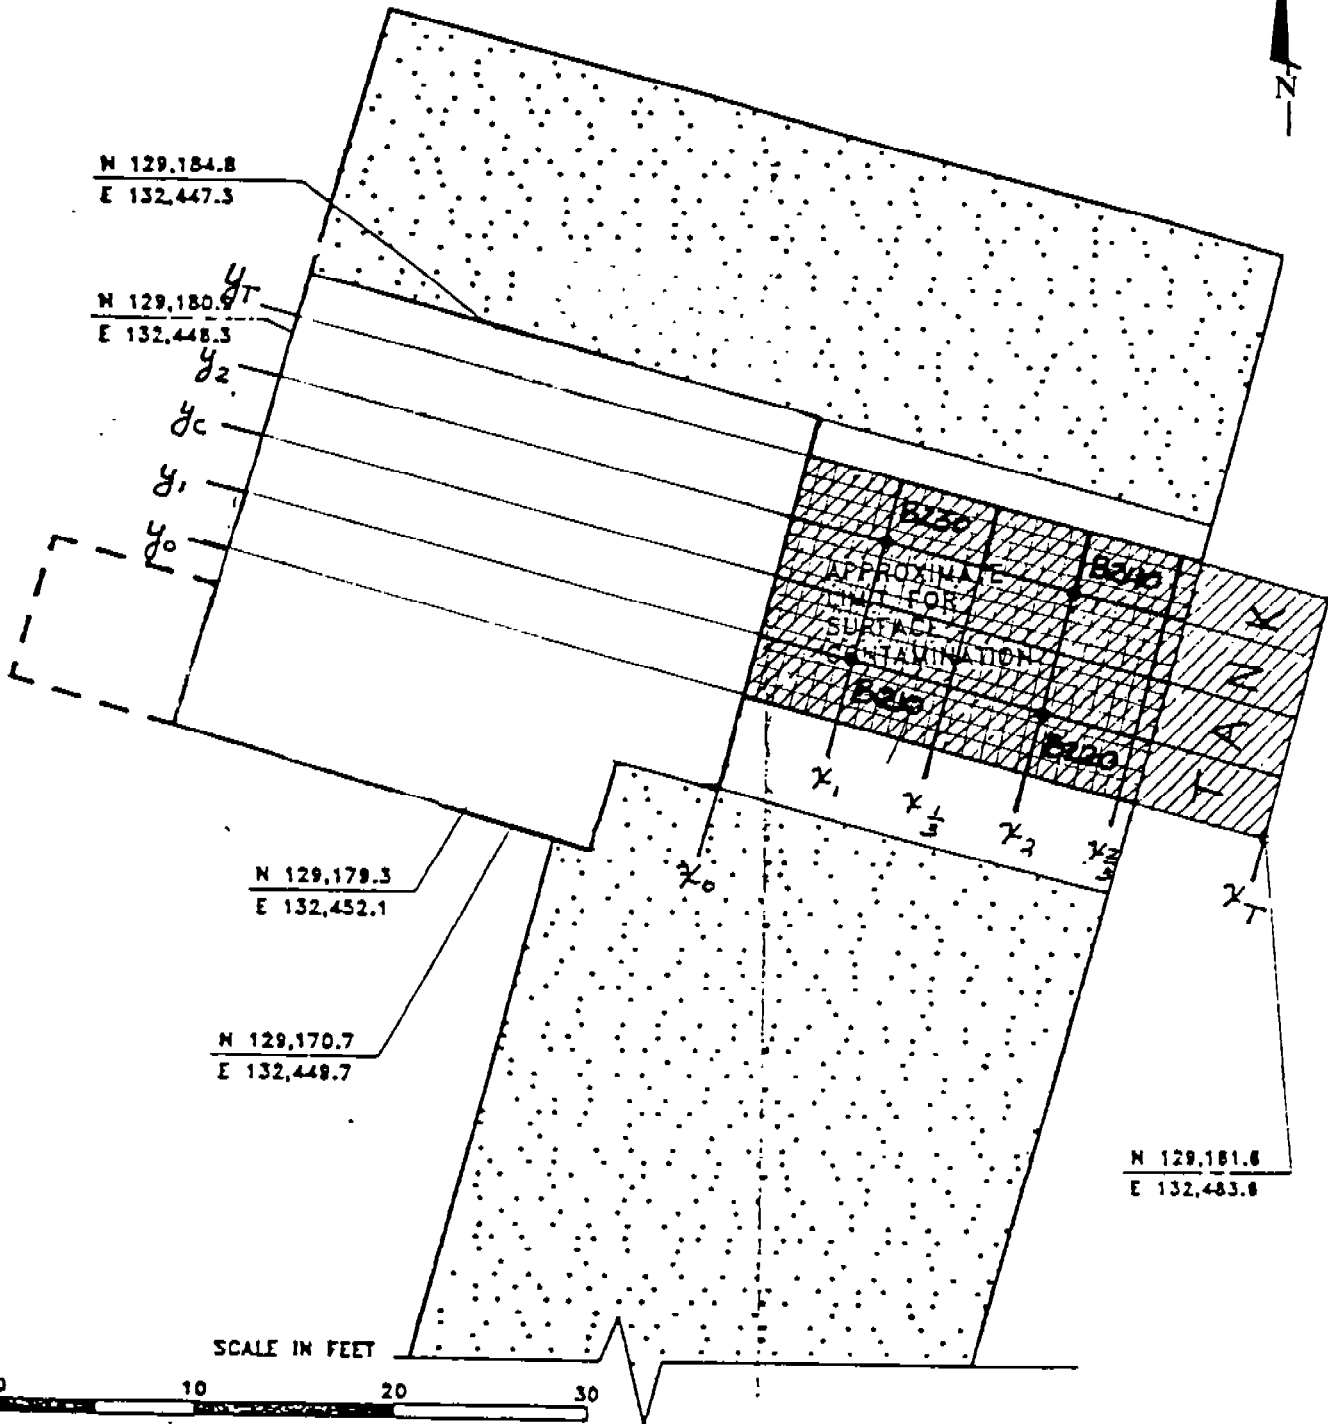 N
N 129,184.8
E 132,447.3
yT
N 129,180.9
E 132,448.3
y2
yc
y1
y0
B230
B240
APPROXIMATE
LIMIT FOR
SURFACE
CONTAMINATION
B210
B220
TANK
x0
x1
x1/3
x2
x2/3
xT
N 129,179.3
E 132,452.1
N 129,170.7
E 132,449.7
N 129,161.6
E 132,483.8
SCALE IN FEET
0 10 20 30